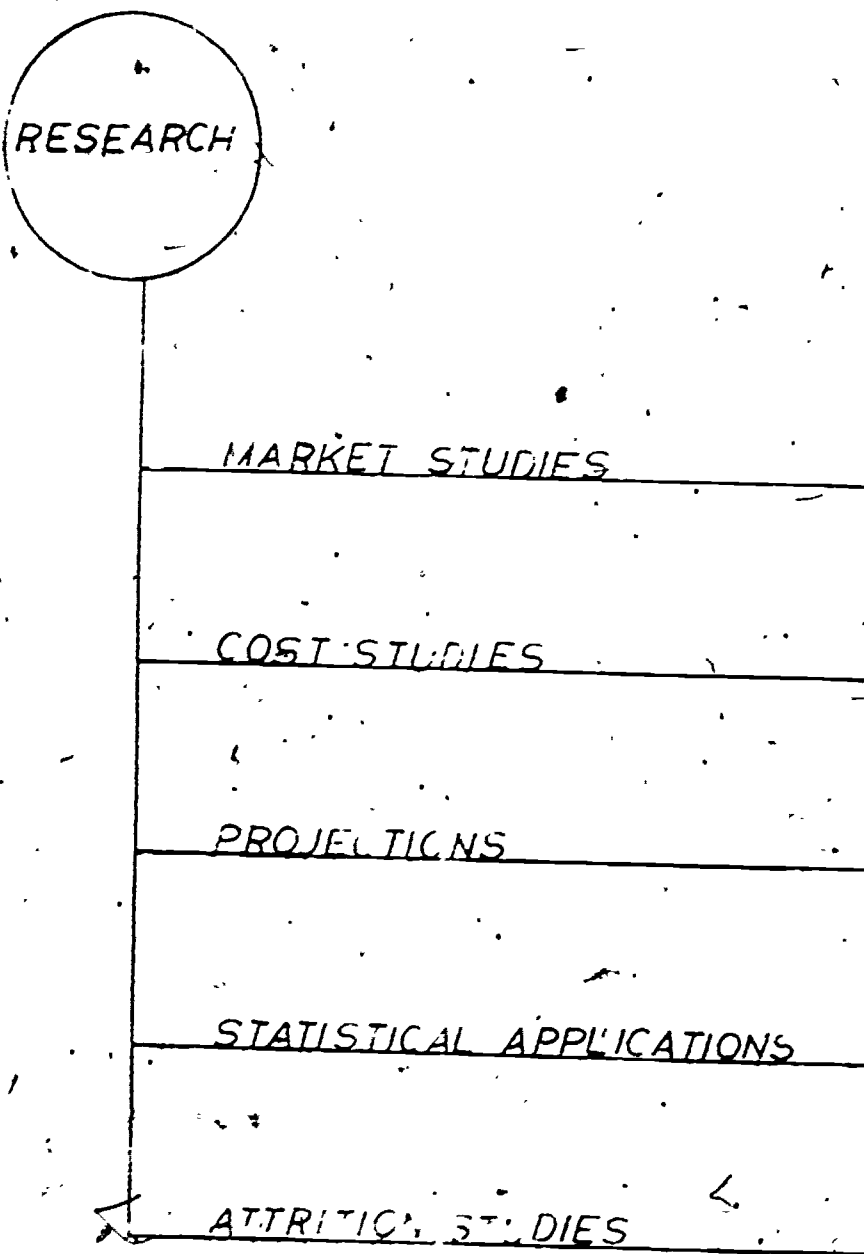 RESEARCH
MARKET STUDIES
COST STUDIES
PROJECTIONS
STATISTICAL APPLICATIONS
ATTRITION STUDIES